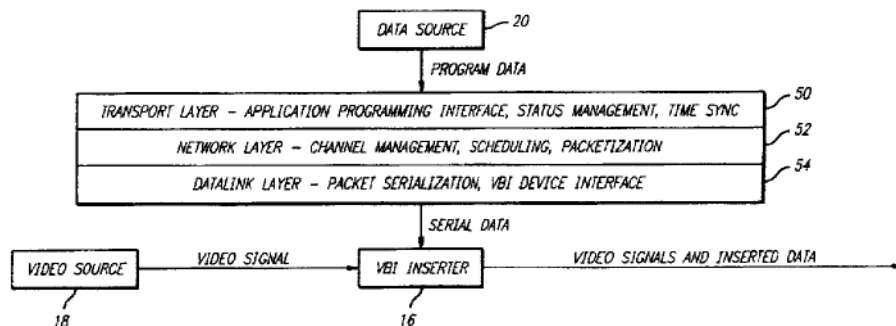 DATA SOURCE
20
PROGRAM DATA
TRANSPORT LAYER – APPLICATION PROGRAMMING INTERFACE, STATUS MANAGEMENT, TIME SYNC
50
NETWORK LAYER – CHANNEL MANAGEMENT, SCHEDULING, PACKETIZATION
52
DATALINK LAYER – PACKET SERIALIZATION, VBI DEVICE INTERFACE
54
SERIAL DATA
VIDEO SOURCE
VIDEO SIGNAL
VBI INSERTER
VIDEO SIGNALS AND INSERTED DATA
18
16